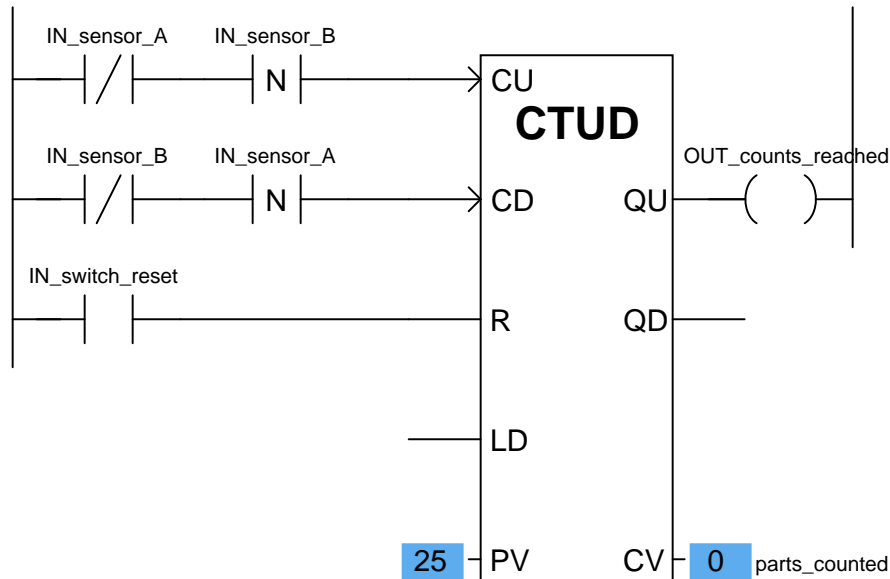 IN_sensor_A IN_sensor_B
N CU
CTUD
IN_sensor_B IN_sensor_A OUT_counts_reached
N CD QU
IN_switch_reset
R QD
LD
25 PV CV 0 parts_counted